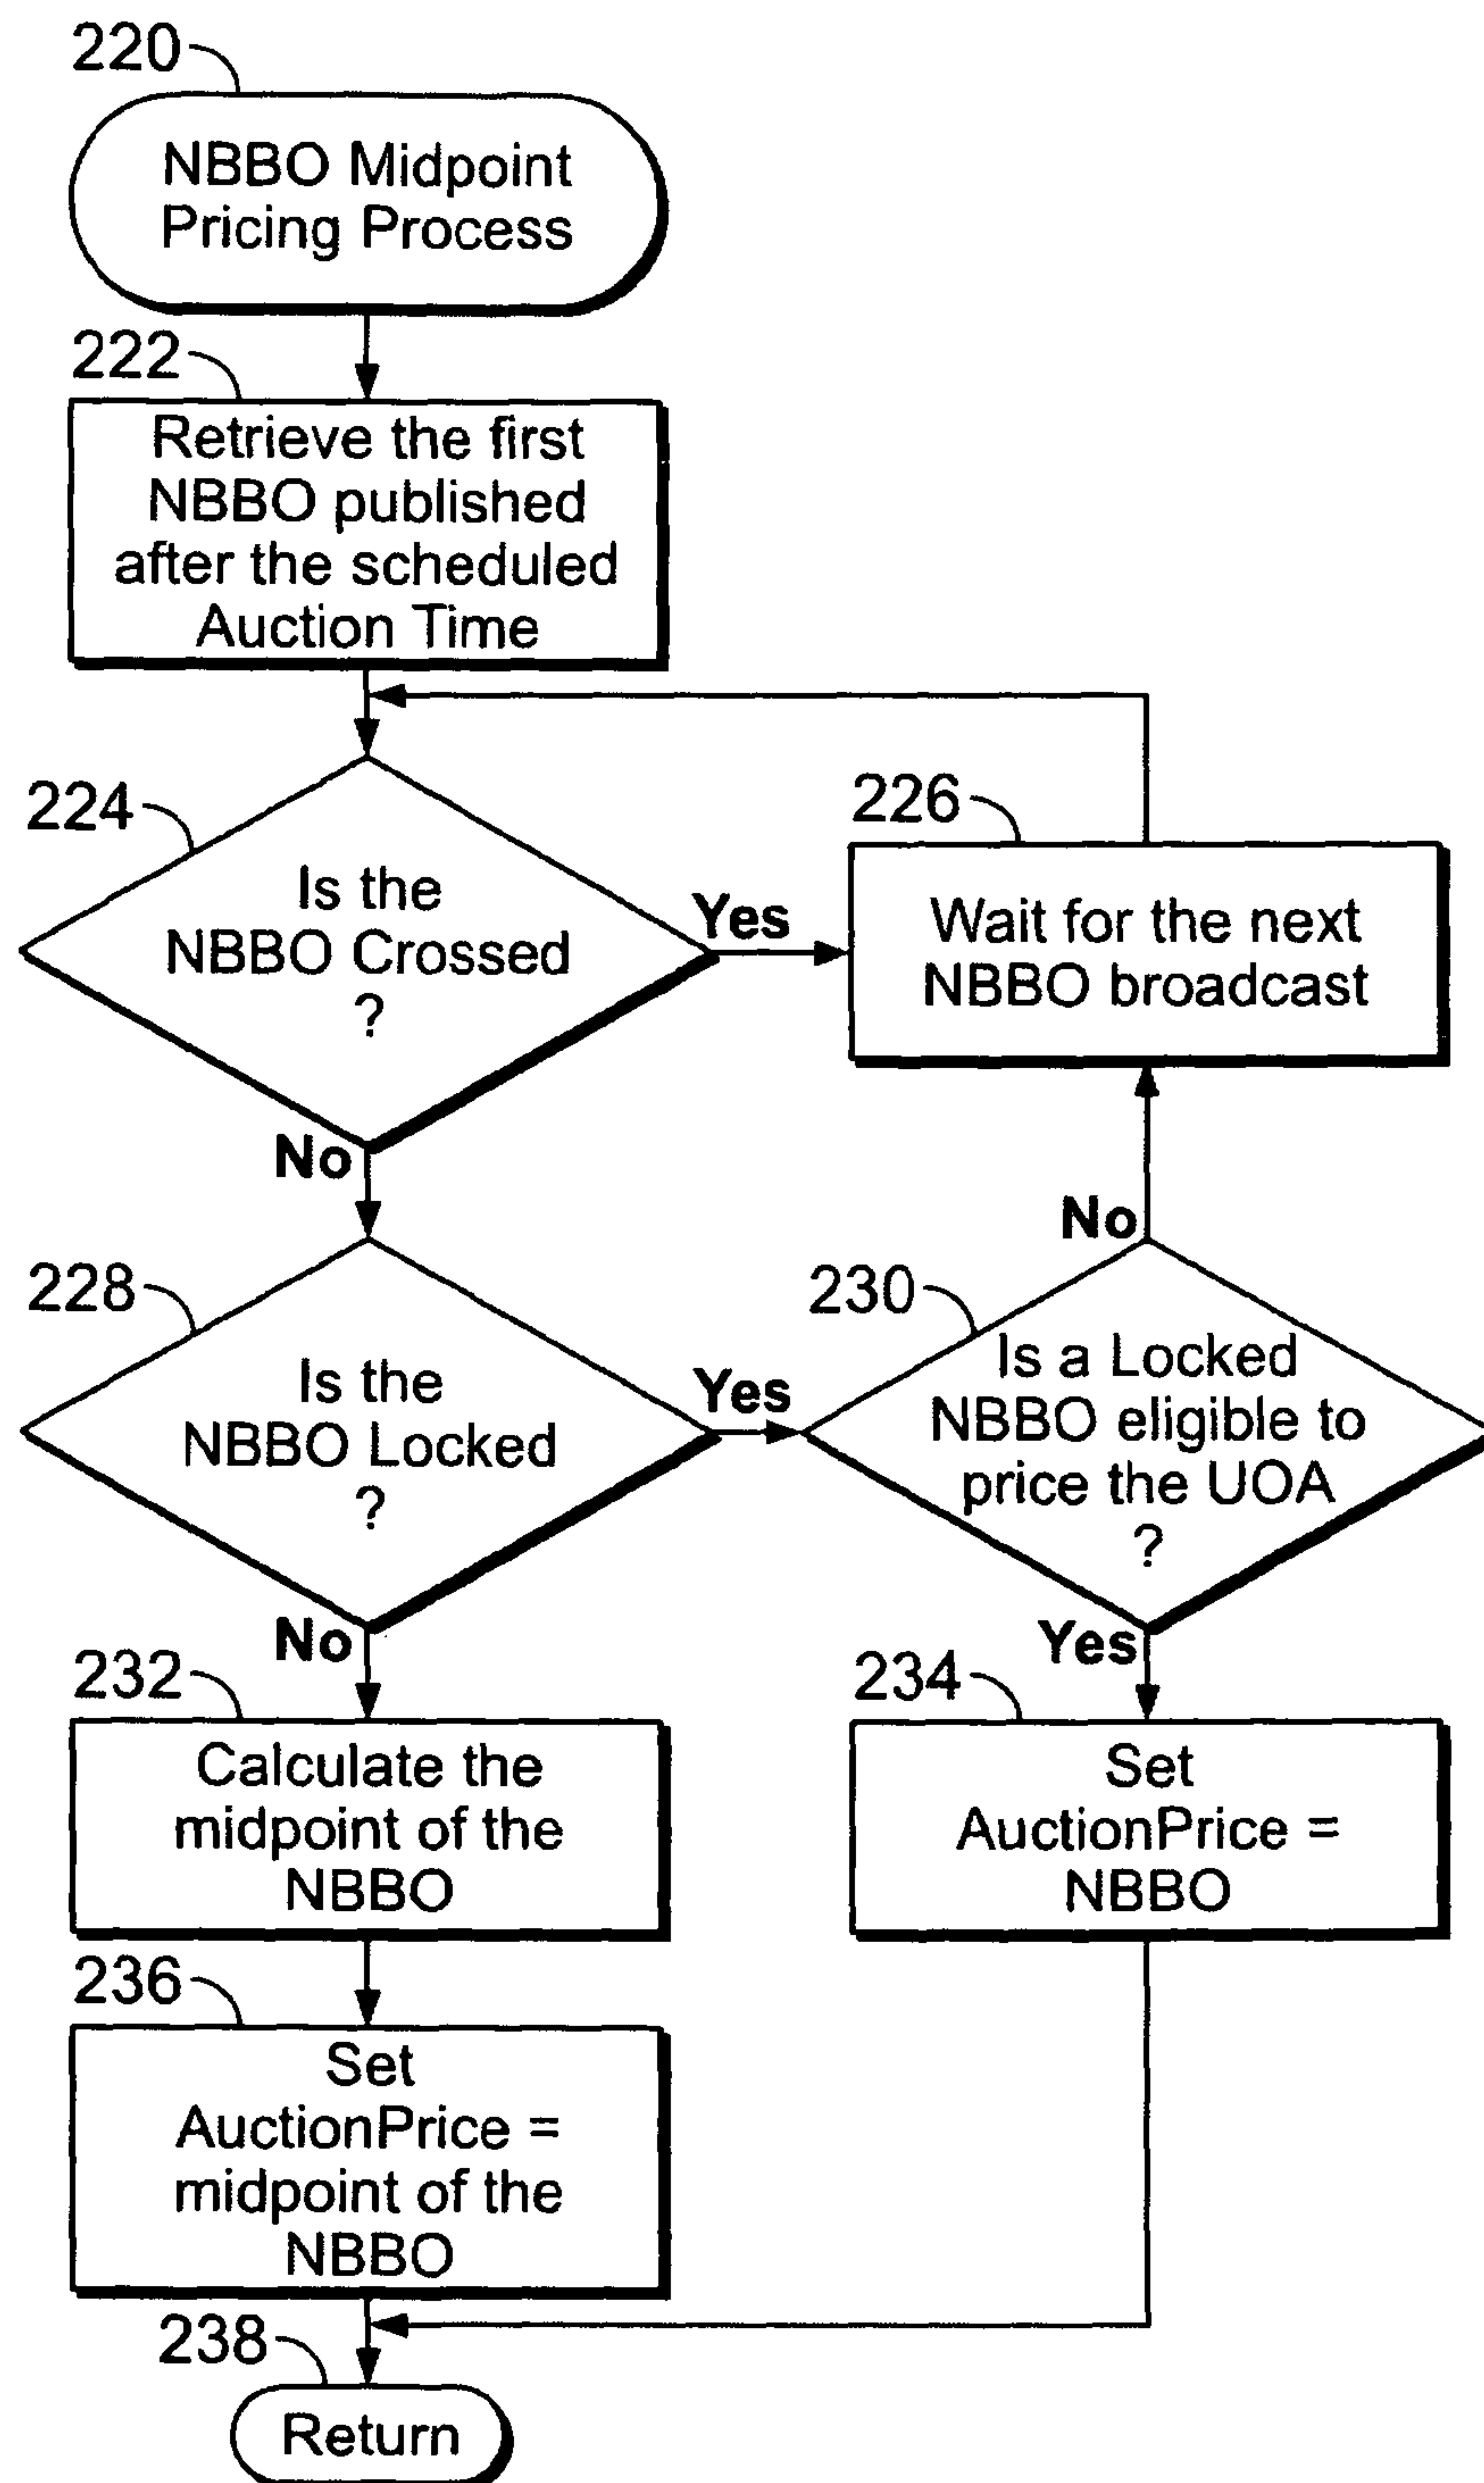 220
NBBO Midpoint
Pricing Process
222
Retrieve the first
NBBO published
after the scheduled
Auction Time
224
Is the
NBBO Crossed
?
Yes
226
Wait for the next
NBBO broadcast
No
228
Is the
NBBO Locked
?
Yes
No
230
Is a Locked
NBBO eligible to
price the UOA
?
No
Yes
232
Calculate the
midpoint of the
NBBO
234
Set
AuctionPrice =
NBBO
236
Set
AuctionPrice =
midpoint of the
NBBO
238
Return